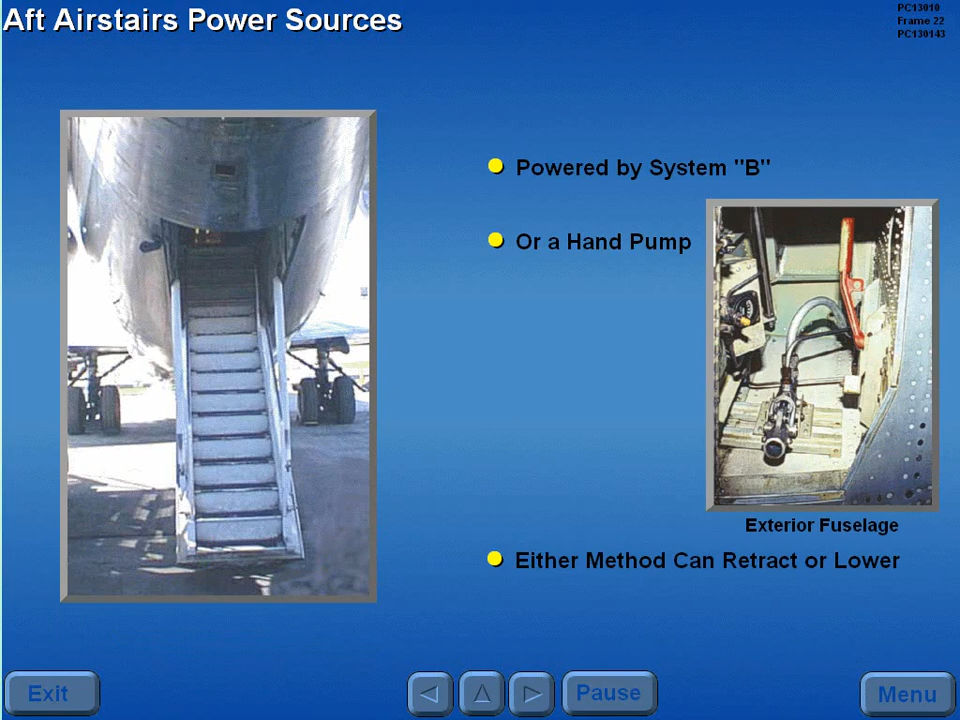 Aft Airstairs Power Sources
PC13010
Frame 22
PC130143
Powered by System "B"
Or a Hand Pump
Exterior Fuselage
Either Method Can Retract or Lower
Exit
Pause
Menu